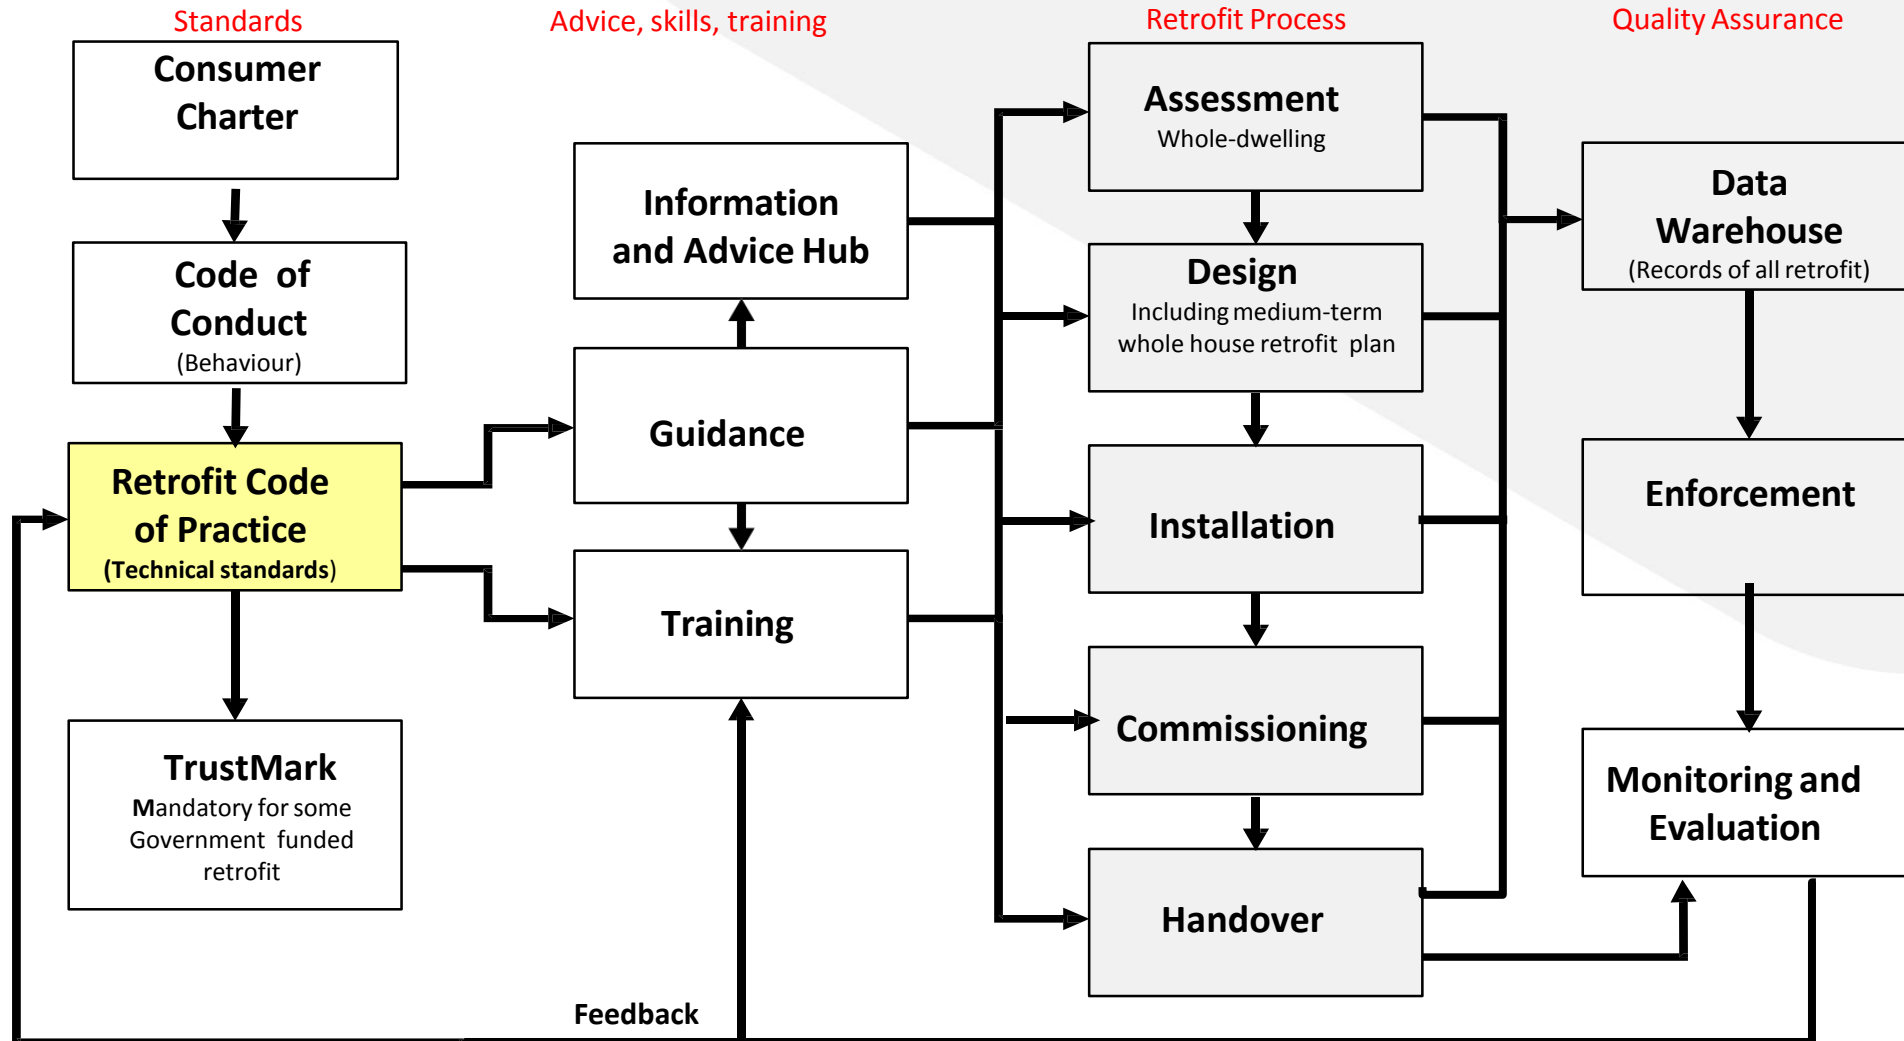 Standards
Advice, skills, training
Retrofit Process
Quality Assurance
Consumer
Charter
Code of
Conduct
(Behaviour)
Retrofit Code
of Practice
(Technical standards)
TrustMark
Mandatory for some
Government funded
retrofit
Information
and Advice Hub
Guidance
Training
Assessment
Whole-dwelling
Design
Including medium-term
whole house retrofit plan
Installation
Commissioning
Handover
Data
Warehouse
(Records of all retrofit)
Enforcement
Monitoring and
Evaluation
Feedback